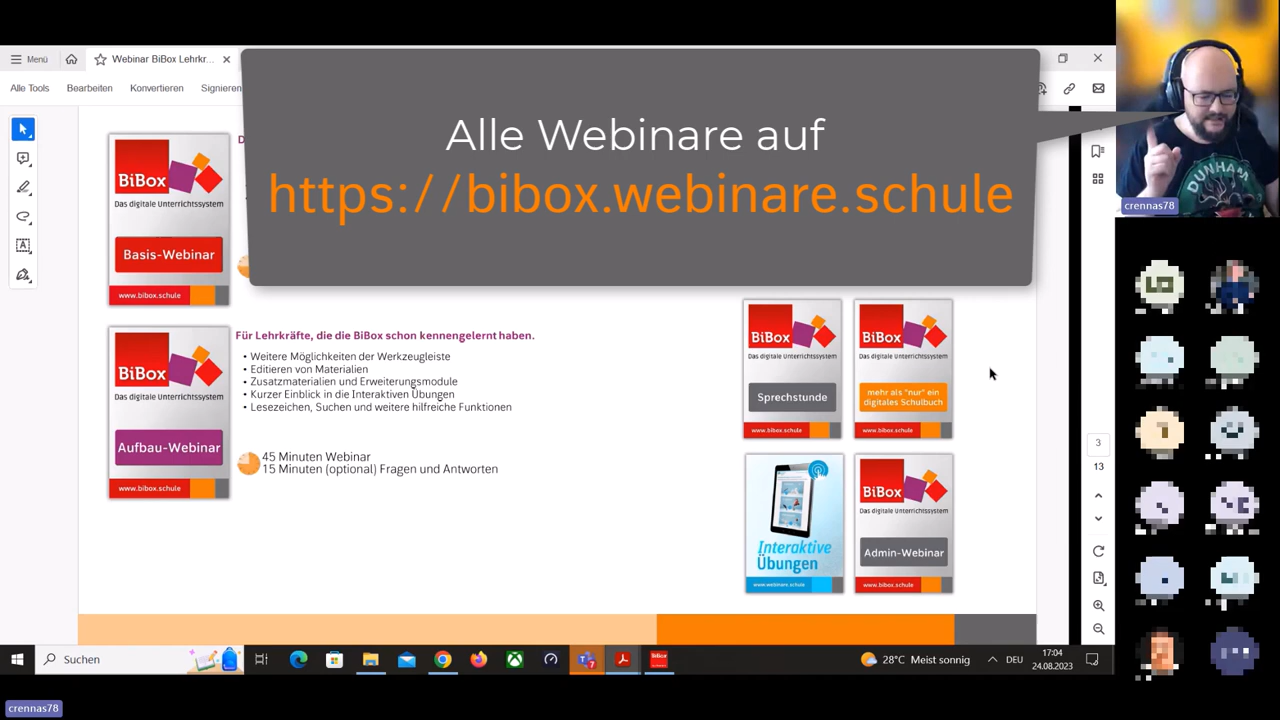 Menü
Webinar BiBox Lehrkr...
Alle Tools
Bearbeiten
Konvertieren
Signieren
Alle Webinare auf
https://bibox.webinare.schule
D
BiBox
Das digitale Unterrichtssystem
Basis-Webinar
www.bibox.schule
BiBox
Das digitale Unterrichtssystem
Aufbau-Webinar
www.bibox.schule
Für Lehrkräfte, die die BiBox schon kennengelernt haben.
• Weitere Möglichkeiten der Werkzeugleiste
• Editieren von Materialien
• Zusatzmaterialien und Erweiterungsmodule
• Kurzer Einblick in die Interaktiven Übungen
• Lesezeichen, Suchen und weitere hilfreiche Funktionen
45 Minuten Webinar
15 Minuten (optional) Fragen und Antworten
BiBox
Das digitale Unterrichtssystem
Sprechstunde
www.bibox.schule
BiBox
Das digitale Unterrichtssystem
mehr als "nur" ein
digitales Schulbuch
www.bibox.schule
Interaktive
Übungen
www.webinare.schule
BiBox
Das digitale Unterrichtssystem
Admin-Webinar
www.bibox.schule
3
13
DUNHAM
crennas78
Suchen
28°C Meist sonnig
DEU
17:04
24.08.2023
crennas78